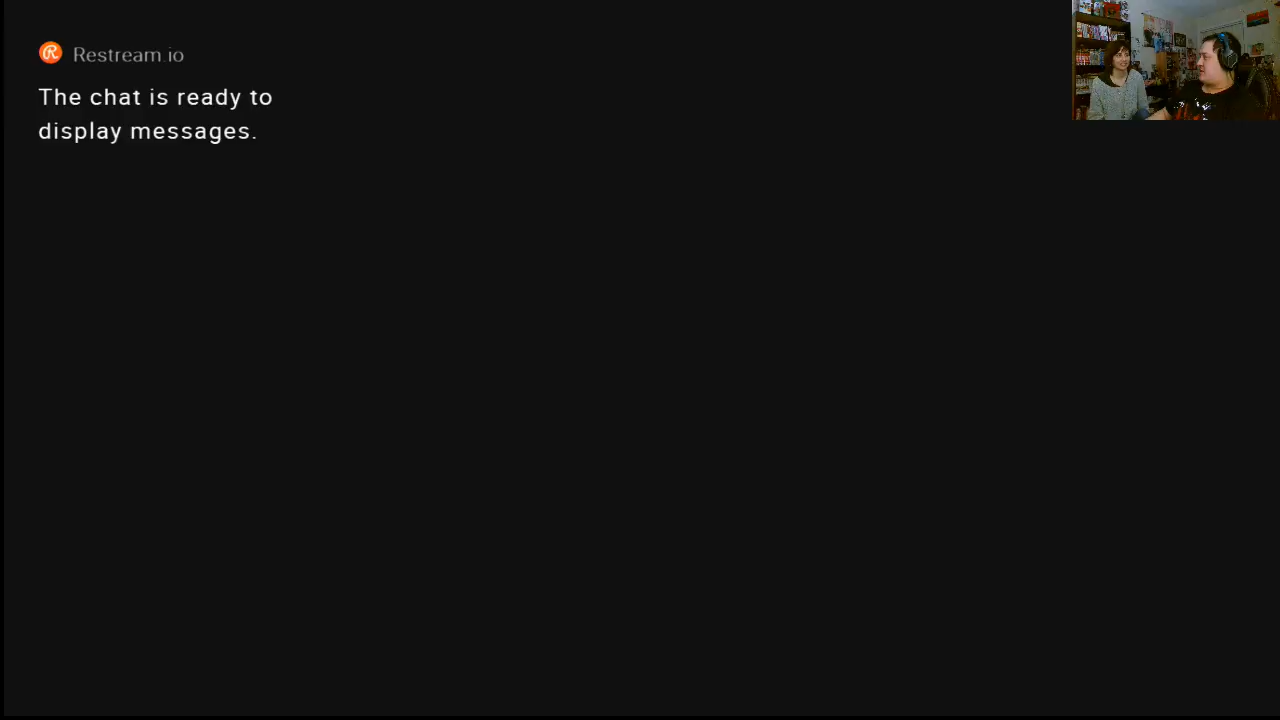 Restream.io
The chat is ready to
display messages.